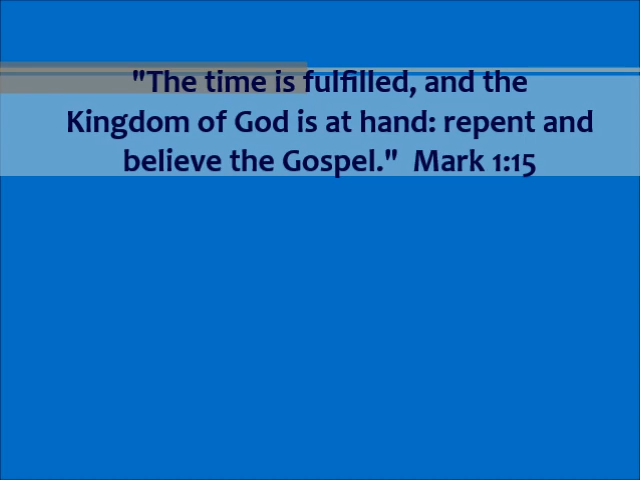 "The time is fulfilled, and the
Kingdom of God is at hand: repent and
believe the Gospel."  Mark 1:15